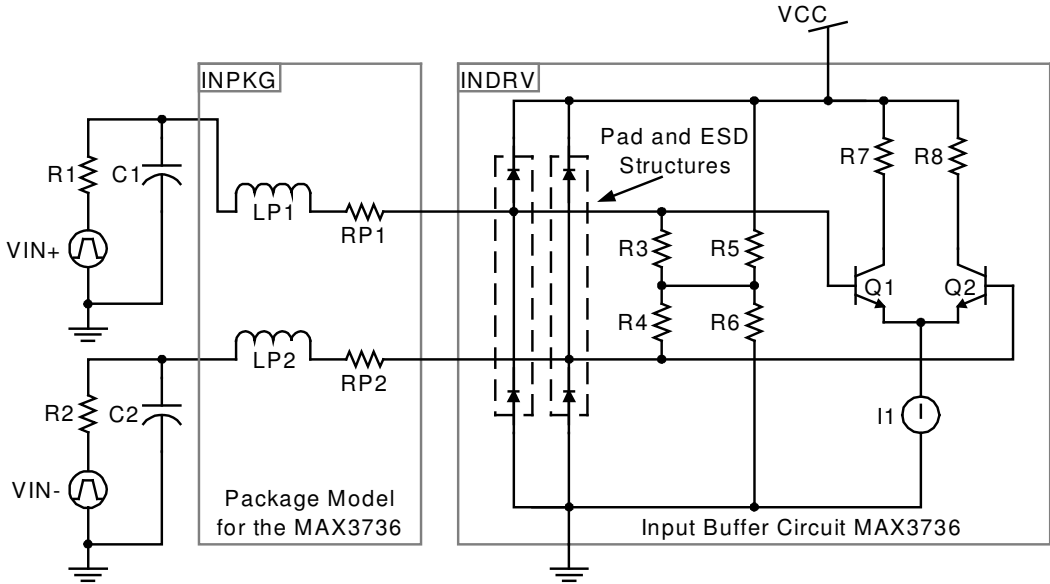 VCC
INPKG
INDRV
Pad and ESD
Structures
R1
C1
LP1
RP1
VIN+
R3
R5
R7
R8
Q1
Q2
R4
R6
LP2
RP2
R2
C2
I1
I
VIN-
Package Model
for the MAX3736
Input Buffer Circuit MAX3736